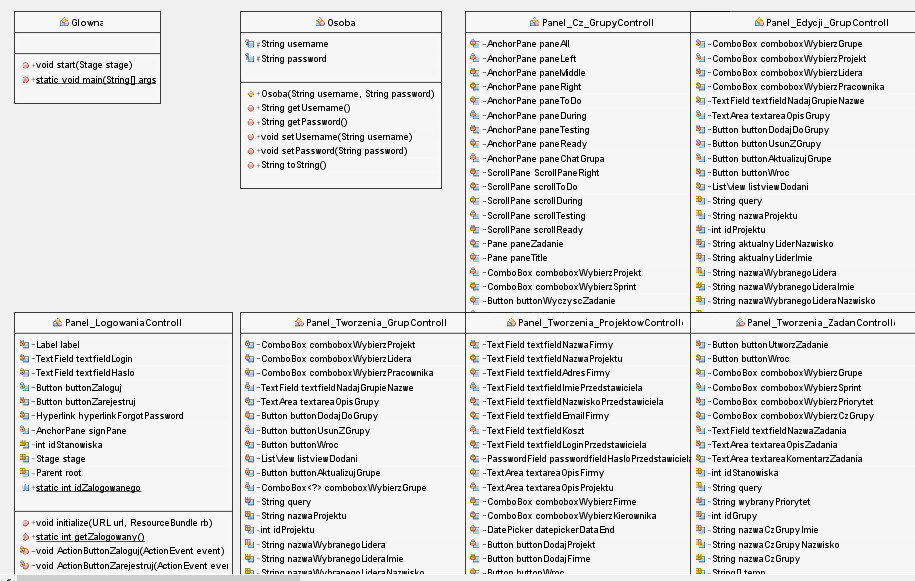 Glowna
+void start(Stage stage)
+static void main(String[] args
Osoba
#String username
#String password
+Osoba(String username, String password)
+String getUsername()
+String getPassword()
+void setUsername(String username)
+void setPassword(String password)
+String toString()
Panel_Cz_GrupyControll
-AnchorPane paneAll
-AnchorPane paneLeft
-AnchorPane paneMiddle
-AnchorPane paneRight
-AnchorPane paneToDo
-AnchorPane paneDuring
-AnchorPane paneTesting
-AnchorPane paneReady
-AnchorPane paneChatGrupa
-ScrollPane ScrollPaneRight
-ScrollPane scrollToDo
-ScrollPane scrollDuring
-ScrollPane scrollTesting
-ScrollPane scrollReady
-Pane paneZadanie
-Pane paneTitle
-ComboBox comboboxWybierzProjekt
-ComboBox comboboxWybierzSprint
-Button buttonWyczyscZadanie
Panel_Edycji_GrupControll
-ComboBox comboboxWybierzGrupe
-ComboBox comboboxWybierzProjekt
-ComboBox comboboxWybierzLidera
-ComboBox comboboxWybierzPracownika
-TextField textfieldNadajGrupieNazwe
-TextArea textareaOpisGrupy
-Button buttonDodajDoGrupy
-Button buttonUsunZGrupy
-Button buttonAktualizujGrupe
-Button buttonWroc
-ListView listviewDodani
~String query
~String nazwaProjektu
~int idProjektu
~String aktualnyLiderNazwisko
~String aktualnyLiderImie
~String nazwaWybranegoLidera
~String nazwaWybranegoLideraImie
~String nazwaWybranegoLideraNazwisko
Panel_LogowaniaControll
-Label label
-TextField textfieldLogin
-TextField textfieldHaslo
-Button buttonZaloguj
-Button buttonZarejestruj
-Hyperlink hyperlinkForgotPassword
-AnchorPane signPane
~int idStanowiska
~Stage stage
~Parent root
+static int idZalogowanego
+void initialize(URL url, ResourceBundle rb)
+static int getZalogowany()
-void ActionButtonZaloguj(ActionEvent event)
-void ActionButtonZarejestruj(ActionEvent eve
Panel_Tworzenia_GrupControll
-ComboBox comboboxWybierzProjekt
-ComboBox comboboxWybierzLidera
-ComboBox comboboxWybierzPracownika
-TextField textfieldNadajGrupieNazwe
-TextArea textareaOpisGrupy
-Button buttonDodajDoGrupy
-Button buttonUsunZGrupy
-Button buttonWroc
-ListView listviewDodani
-Button buttonAktualizujGrupe
-ComboBox<?> comboboxWybierzGrupe
~String query
~String nazwaProjektu
~int idProjektu
~String nazwaWybranegoLidera
~String nazwaWybranegoLideraImie
~String nazwaWybranegoLideraNazwisko
Panel_Tworzenia_ProjektowControll
-TextField textfieldNazwaFirmy
-TextField textfieldNazwaProjektu
-TextField textfieldAdresFirmy
-TextField textfieldImiePrzedstawiciela
-TextField textfieldNazwiskoPrzedstawiciela
-TextField textfieldEmailFirmy
-TextField textfieldKoszt
-TextField textfieldLoginPrzedstawiciela
-PasswordField passwordfieldHasloPrzedstawiciela
-TextArea textareaOpisFirmy
-TextArea textareaOpisProjektu
-ComboBox comboboxWybierzFirme
-ComboBox comboboxWybierzKierownika
-DatePicker datepickerDataEnd
-Button buttonDodajProjekt
-Button buttonDodajFirme
-Button buttonWroc
Panel_Tworzenia_ZadanControll
-Button buttonUtworzZadanie
-Button buttonWroc
-ComboBox comboboxWybierzGrupe
-ComboBox comboboxWybierzSprint
-ComboBox comboboxWybierzPriorytet
-ComboBox comboboxWybierzCzGrupy
-TextField textfieldNazwaZadania
-TextArea textareaOpisZadania
-TextArea textareaKomentarzZadania
~int idStanowiska
~String query
~String wybranyPriorytet
~int idGrupy
~String nazwaCzGrupyImie
~String nazwaCzGrupyNazwisko
~String[] temp